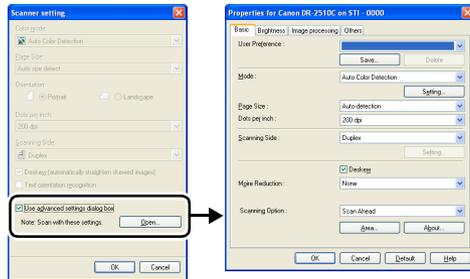 Scanner setting
Color mode:
Auto Color Detection
Page Size:
Auto size detect
Orientation:
Portrait Landscape
Dots per inch:
200 dpi
Scanning Side:
Duplex
Deskew (automatically straighten skewed images)
Text orientation recognition
Use advanced settings dialog box
Note: Scan with these settings. Open...
OK Cancel
Properties for Canon DR-2510C on STI - 0000
Basic Brightness Image processing Others
User Preference :
Save... Delete
Mode : Auto Color Detection
Setting...
Page Size : Auto-detection
Dots per inch : 200 dpi
Scanning Side : Duplex
Setting...
Deskew
Moire Reduction : None
Scanning Option : Scan Ahead
Area... About...
OK Cancel Default Help